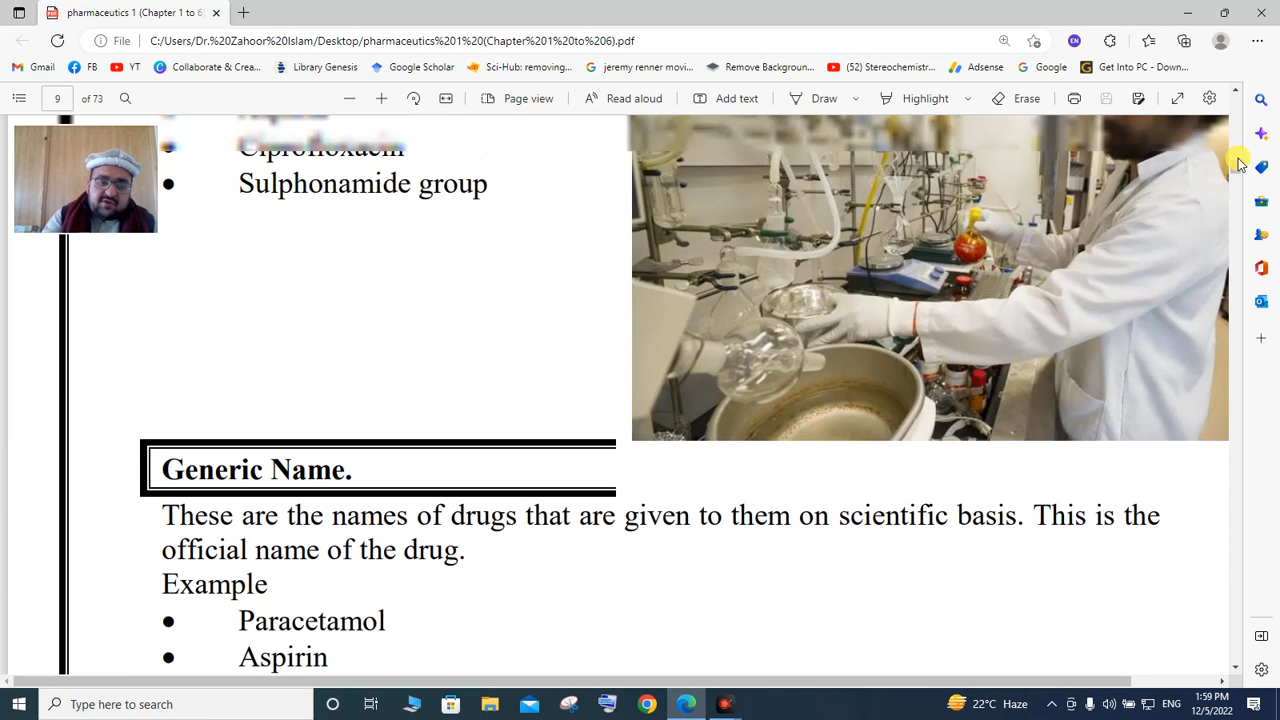 pharmaceutics 1 (Chapter 1 to 6)
File
C:/Users/Dr.%20Zahoor%20Islam/Desktop/pharmaceutics%201%20(Chapter%201%20to%206).pdf
EN
Gmail
FB
YT
Collaborate & Crea...
Library Genesis
Google Scholar
Sci-Hub: removing...
jeremy renner movi...
Remove Backgroun...
(52) Stereochemistr...
Adsense
Google
Get Into PC - Downl...
9 of 73
Page view
Read aloud
Add text
Draw
Highlight
Erase
• Ciprofloxacin
• Sulphonamide group
Generic Name.
These are the names of drugs that are given to them on scientific basis. This is the
official name of the drug.
Example
• Paracetamol
• Aspirin
Type here to search
22°C Haze
ENG
1:59 PM
12/5/2022